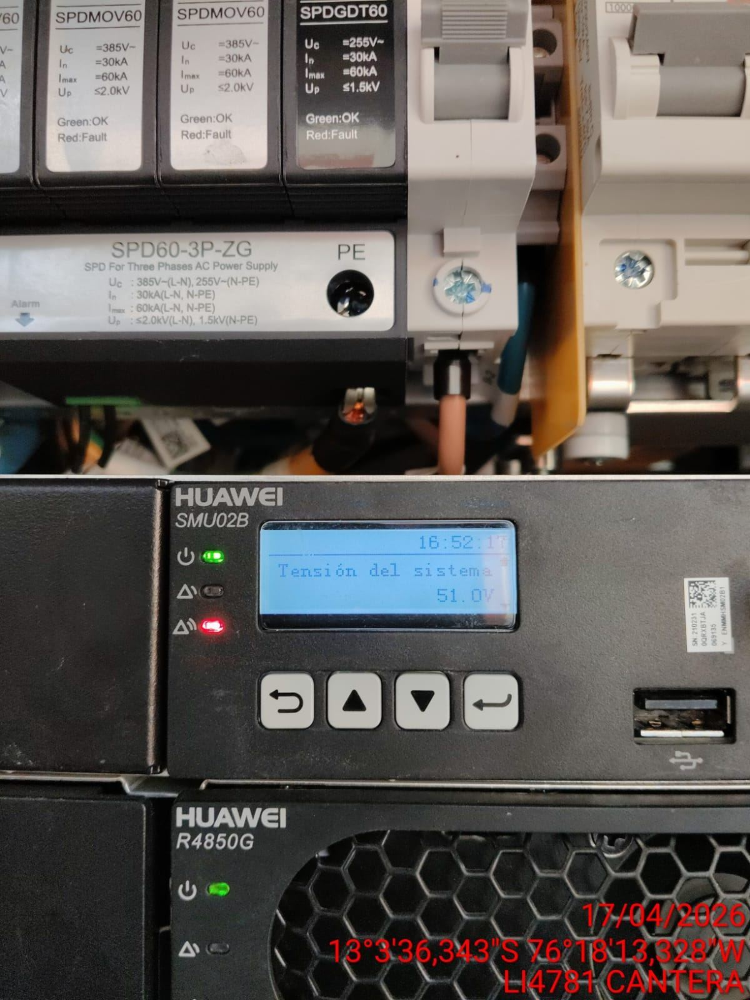 SPDMOV60
Uc =385V~
In =30kA
Imax =60kA
Up ≤2.0kV
Green:OK
Red:Fault
SPDMOV60
Uc =385V~
In =30kA
Imax =60kA
Up ≤2.0kV
Green:OK
Red:Fault
SPDGDT60
Uc =255V~
In =30kA
Imax =60kA
Up ≤1.5kV
Green:OK
Red:Fault
SPD60-3P-ZG
SPD For Three Phases AC Power Supply
Uc : 385V~(L-N), 255V~(N-PE)
In : 30kA(L-N, N-PE)
Imax : 60kA(L-N, N-PE)
Up : ≤2.0kV(L-N), 1.5kV(N-PE)
Alarm
PE
HUAWEI
SMU02B
16:52:17
Tensión del sistema
51.0V
SN 210231
0QRXBTJA
069135
Y ENMMHSM02B1
HUAWEI
R4850G
17/04/2026
13°3'36,343"S 76°18'13,328"W
LI4781 CANTERA